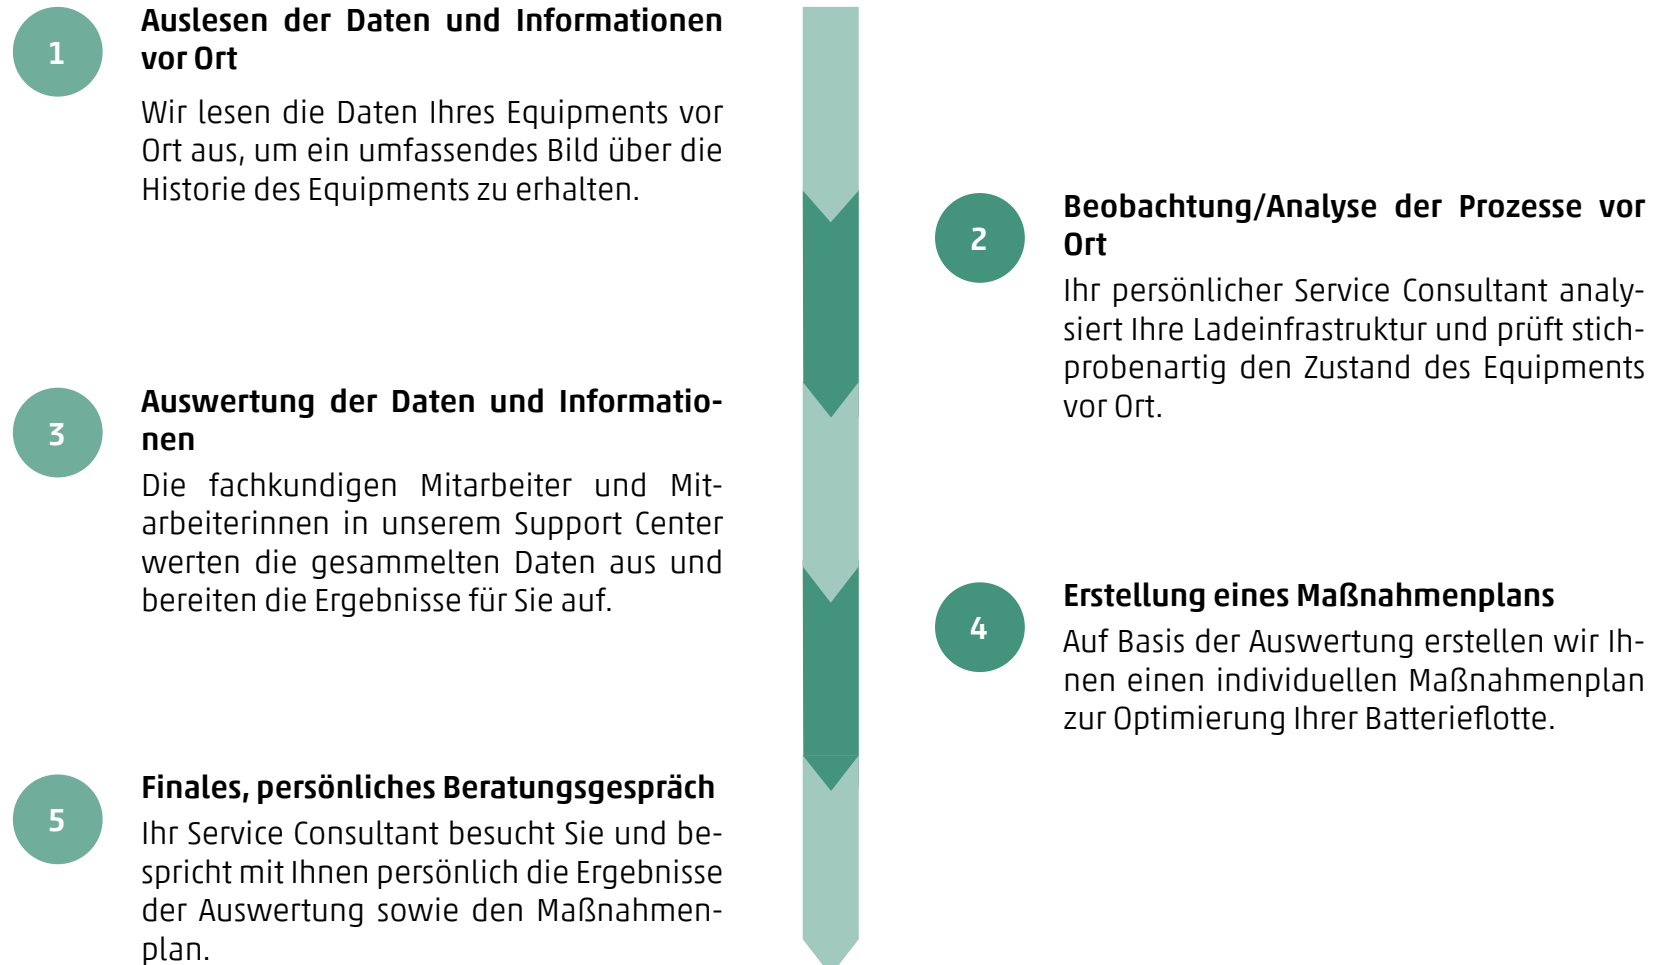 1
Auslesen der Daten und Informationen
vor Ort
Wir lesen die Daten Ihres Equipments vor
Ort aus, um ein umfassendes Bild über die
Historie des Equipments zu erhalten.
2
Beobachtung/Analyse der Prozesse vor
Ort
Ihr persönlicher Service Consultant analy-
siert Ihre Ladeinfrastruktur und prüft stich-
probenartig den Zustand des Equipments
vor Ort.
3
Auswertung der Daten und Informatio-
nen
Die fachkundigen Mitarbeiter und Mit-
arbeiterinnen in unserem Support Center
werten die gesammelten Daten aus und
bereiten die Ergebnisse für Sie auf.
4
Erstellung eines Maßnahmenplans
Auf Basis der Auswertung erstellen wir Ih-
nen einen individuellen Maßnahmenplan
zur Optimierung Ihrer Batterieflotte.
5
Finales, persönliches Beratungsgespräch
Ihr Service Consultant besucht Sie und be-
spricht mit Ihnen persönlich die Ergebnisse
der Auswertung sowie den Maßnahmen-
plan.